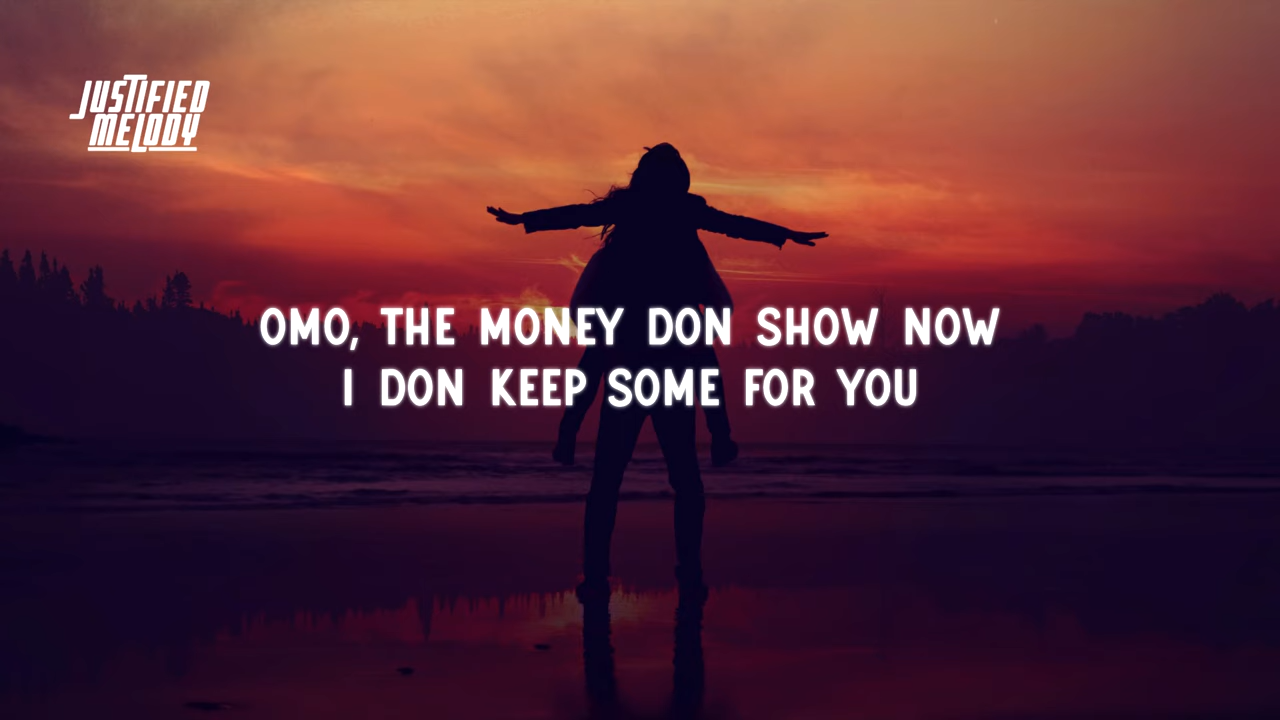 JUSTIFIED
MELODY
OMO, THE MONEY DON SHOW NOW
I DON KEEP SOME FOR YOU